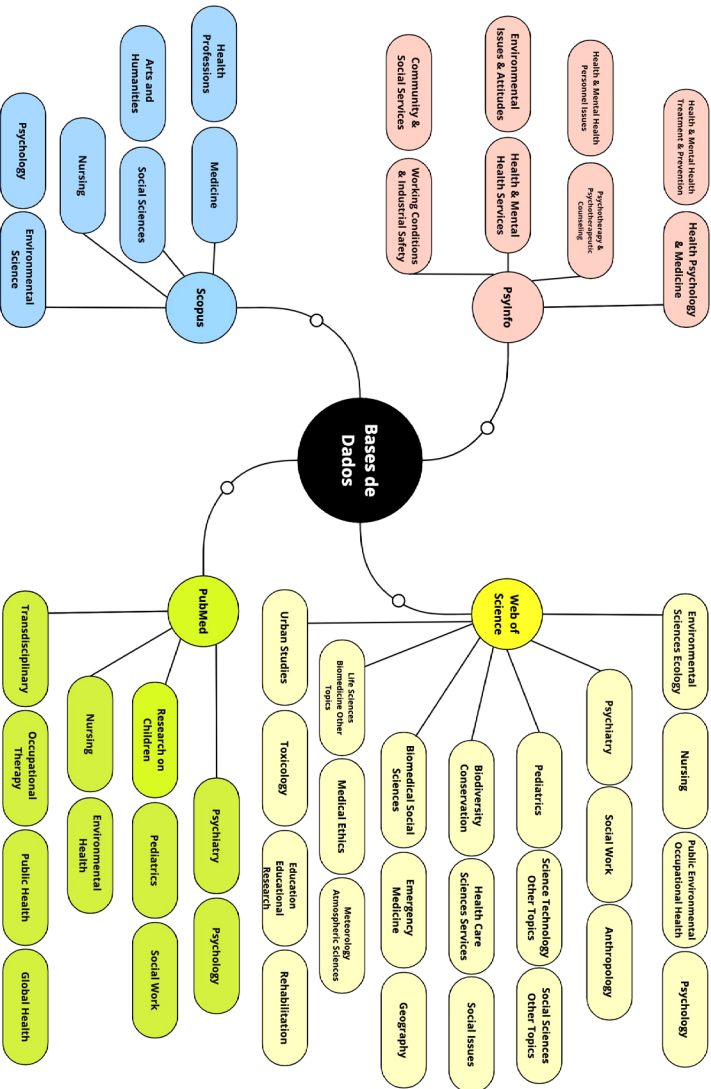 Bases de
Dados
PsyInfo
Health & Mental Health
Treatment & Prevention
Health Psychology
& Medicine
Health & Mental Health
Personnel Issues
Psychotherapy &
Psychotherapeutic
Counseling
Environmental
Issues & Attitudes
Health & Mental
Health Services
Community &
Social Services
Working Conditions
& Industrial Safety
Web of
Science
Environmental
Sciences Ecology
Nursing
Public Environmental
Occupational Health
Psychology
Psychiatry
Social Work
Anthropology
Pediatrics
Science Technology
Other Topics
Social Sciences
Other Topics
Biodiversity
Conservation
Health Care
Sciences Services
Social Issues
Biomedical Social
Sciences
Emergency
Medicine
Geography
Life Sciences
Biomedicine Other
Topics
Medical Ethics
Meteorology
Atmospheric Sciences
Urban Studies
Toxicology
Education
Educational
Research
Rehabilitation
Scopus
Health
Professions
Medicine
Arts and
Humanities
Social Sciences
Nursing
Psychology
Environmental
Science
PubMed
Psychiatry
Psychology
Research on
Children
Pediatrics
Social Work
Nursing
Environmental
Health
Transdisciplinary
Occupational
Therapy
Public Health
Global Health